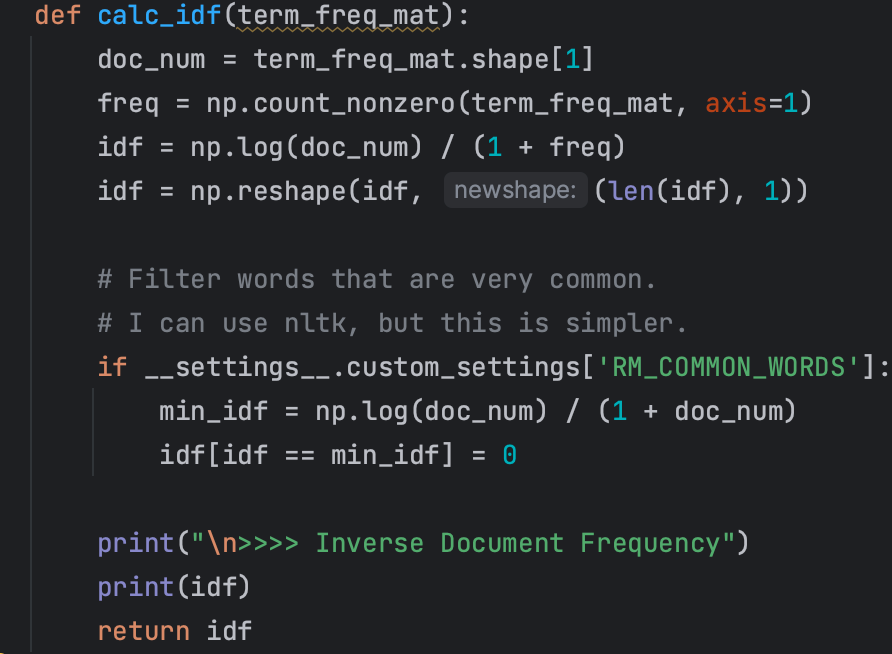 def calc_idf(term_freq_mat):
    doc_num = term_freq_mat.shape[1]
    freq = np.count_nonzero(term_freq_mat, axis=1)
    idf = np.log(doc_num) / (1 + freq)
    idf = np.reshape(idf, newshape: (len(idf), 1))

    # Filter words that are very common.
    # I can use nltk, but this is simpler.
    if __settings__.custom_settings['RM_COMMON_WORDS']:
        min_idf = np.log(doc_num) / (1 + doc_num)
        idf[idf == min_idf] = 0

    print("\n>>>> Inverse Document Frequency")
    print(idf)
    return idf